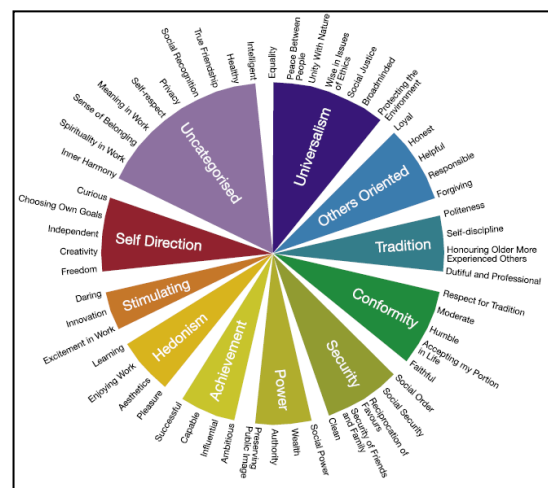 Equality
Peace Between
People
Unity With Nature
Wise in Issues
of Ethics
Social Justice
Broadminded
Protecting the
Environment
Universalism
Loyal
Honest
Helpful
Responsible
Forgiving
Others Oriented
Politeness
Self-discipline
Honouring Older More
Experienced Others
Dutiful and Professional
Tradition
Respect for Tradition
Moderate
Humble
Accepting my Portion
in Life
Faithful
Conformity
Social Order
Social Security
Reciprocation of
Favours
Security of Friends
and Family
Clean
Security
Social Power
Wealth
Authority
Preserving
Public Image
Power
Ambitious
Influential
Capable
Successful
Achievement
Pleasure
Aesthetics
Enjoying Work
Learning
Hedonism
Excitement in Work
Innovation
Daring
Stimulating
Freedom
Creativity
Independent
Choosing Own Goals
Curious
Self Direction
Inner Harmony
Spirituality in Work
Sense of Belonging
Meaning in Work
Self-respect
Privacy
Social Recognition
True Friendship
Healthy
Intelligent
Uncategorised